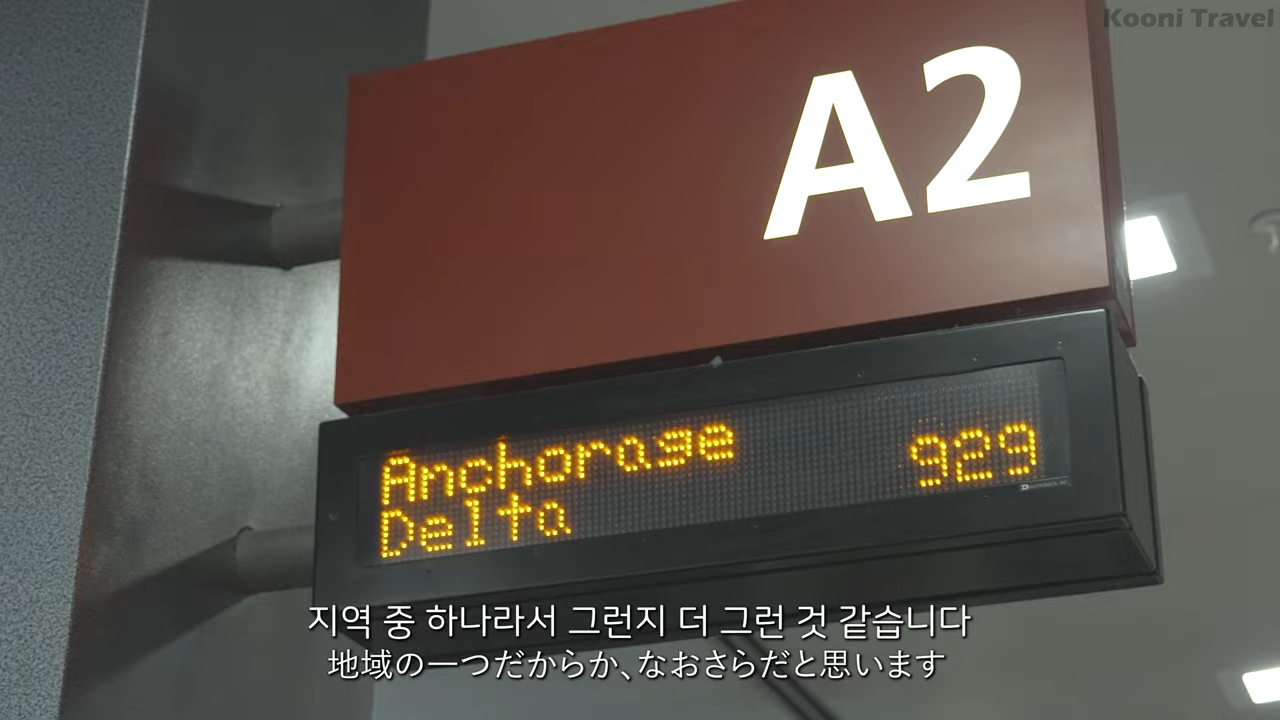 Kooni Travel
A2
Anchorage 929
Delta
지역 중 하나라서 그런지 더 그런 것 같습니다
地域の一つだからか、なおさらだと思います